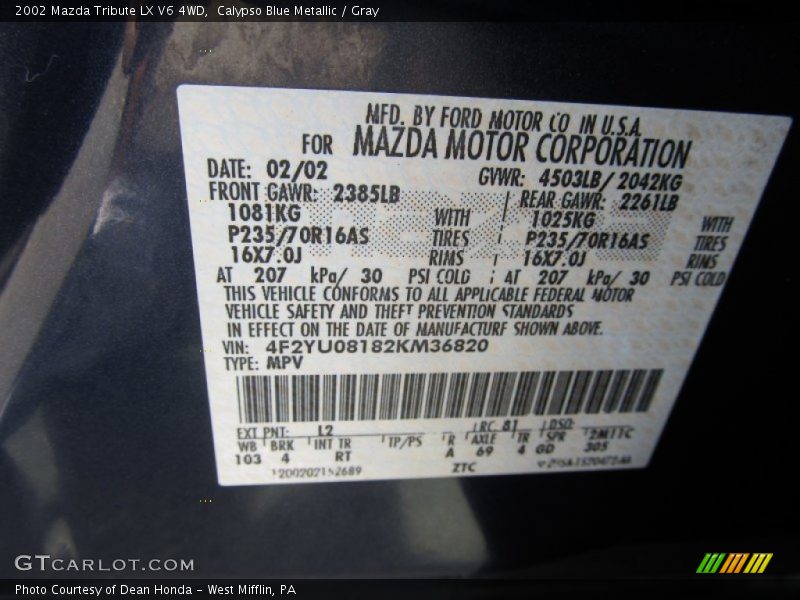 2002 Mazda Tribute LX V6 4WD,  Calypso Blue Metallic / Gray
MFD. BY FORD MOTOR CO IN U.S.A.
FOR MAZDA MOTOR CORPORATION
DATE: 02/02 GVWR: 4503LB/ 2042KG
FRONT GAWR: 2385LB REAR GAWR: 2261LB
1081KG WITH 1025KG WITH
P235/70R16AS TIRES P235/70R16AS TIRES
16X7.0J RIMS 16X7.0J RIMS
AT 207 kPa/ 30 PSI COLD AT 207 kPa/ 30 PSI COLD
THIS VEHICLE CONFORMS TO ALL APPLICABLE FEDERAL MOTOR
VEHICLE SAFETY AND THEFT PREVENTION STANDARDS
IN EFFECT ON THE DATE OF MANUFACTURE SHOWN ABOVE.
VIN: 4F2YU08182KM36820
TYPE: MPV
EXT PNT: L2 RC: 81 DSO:
WB BRK INT TR TP/PS R AXLE TR SPR
103 4 RT A 69 4 GD 305
ZTC
GTCARLOT.COM
Photo Courtesy of Dean Honda - West Mifflin, PA